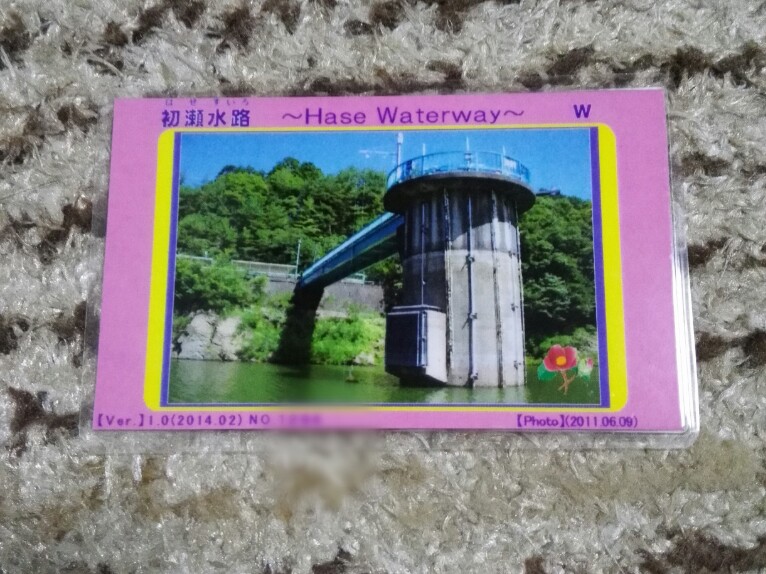 はせすいろ
初瀬水路 ～Hase Waterway～ W
【Ver.】1.0(2014.02) NO
【Photo】(2011.06.09)